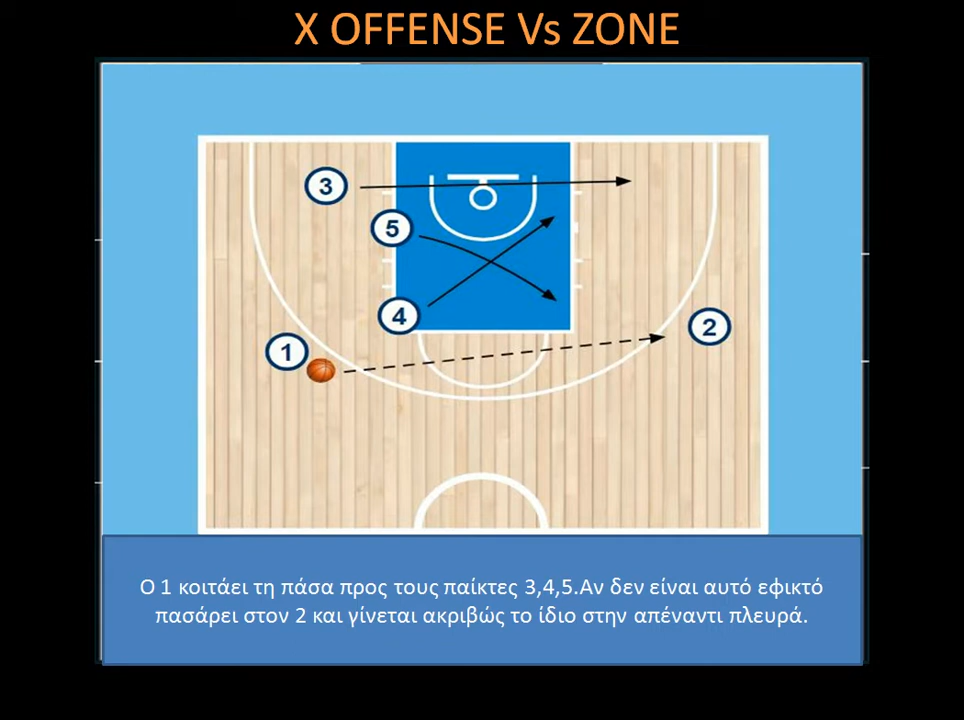 X OFFENSE Vs ZONE
3
5
4
1
2
Ο 1 κοιτάει τη πάσα προς τους παίκτες 3,4,5.Αν δεν είναι αυτό εφικτό
πασάρει στον 2 και γίνεται ακριβώς το ίδιο στην απέναντι πλευρά.